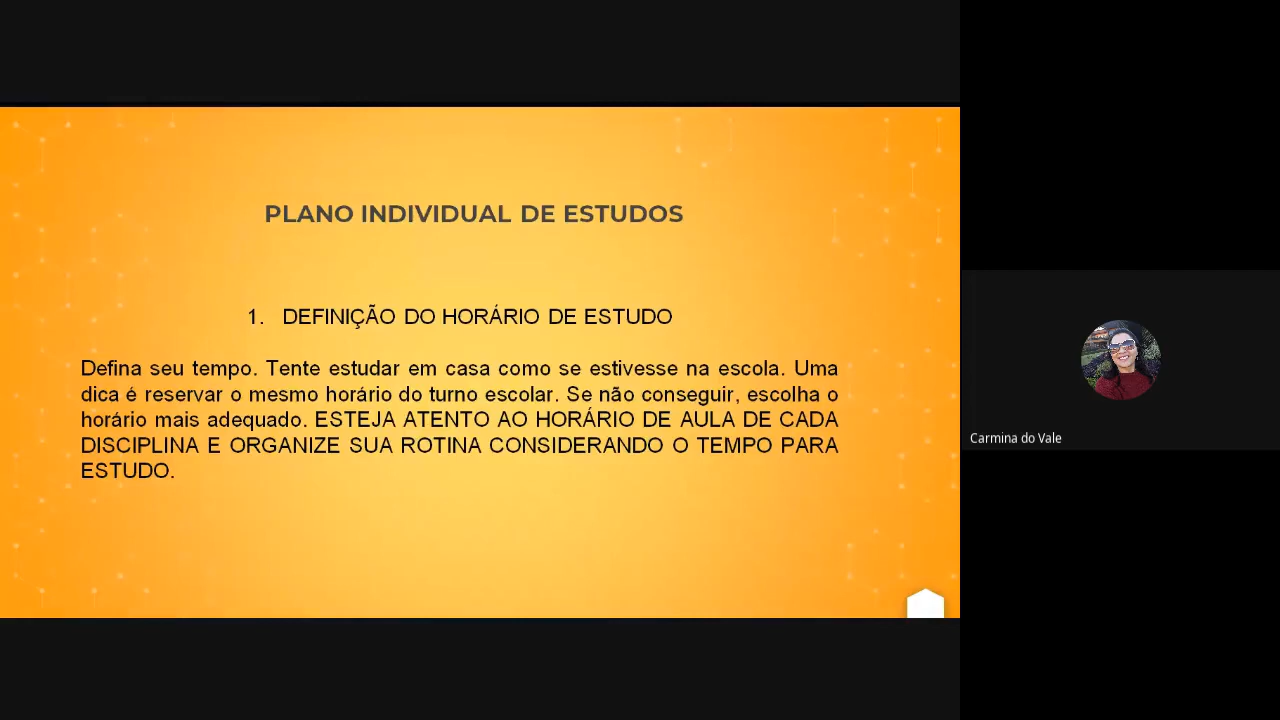 PLANO INDIVIDUAL DE ESTUDOS
1. DEFINIÇÃO DO HORÁRIO DE ESTUDO
Defina seu tempo. Tente estudar em casa como se estivesse na escola. Uma
dica é reservar o mesmo horário do turno escolar. Se não conseguir, escolha o
horário mais adequado. ESTEJA ATENTO AO HORÁRIO DE AULA DE CADA
DISCIPLINA E ORGANIZE SUA ROTINA CONSIDERANDO O TEMPO PARA
ESTUDO.
Carmina do Vale